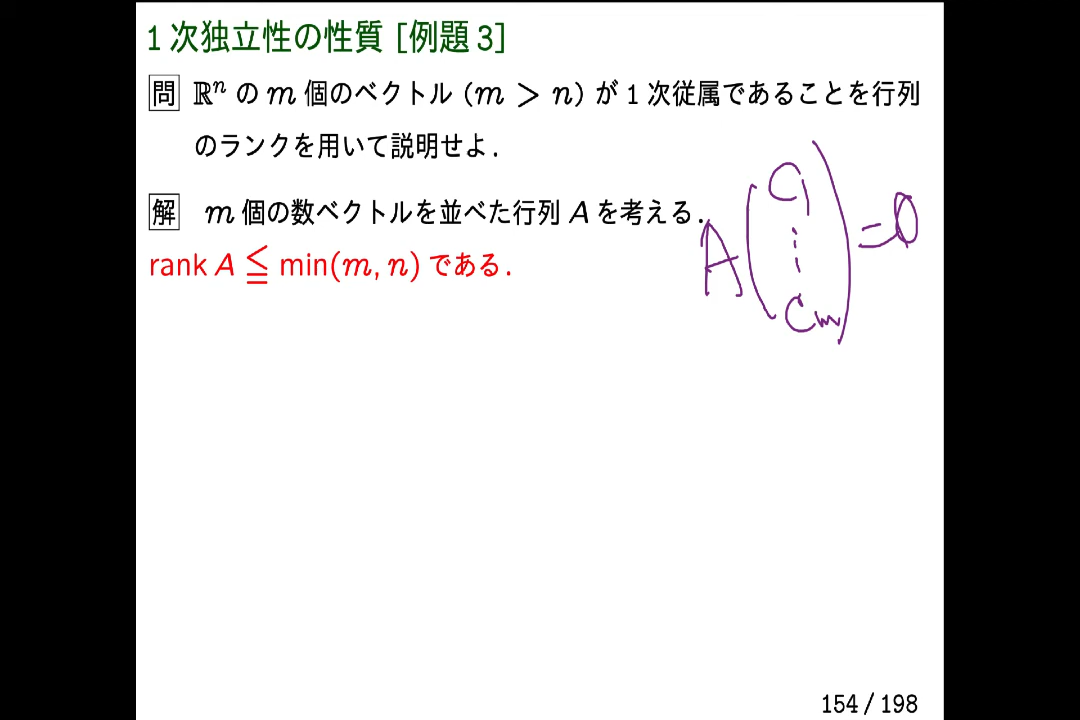 1次独立性の性質 [例題3]
問 ℝⁿ の m 個のベクトル (m > n) が 1 次従属であることを行列
のランクを用いて説明せよ.
解 m 個の数ベクトルを並べた行列 A を考える.
rank A ≦ min(m, n) である.
A(C₁ ⋮ Cm) = 0
154 / 198